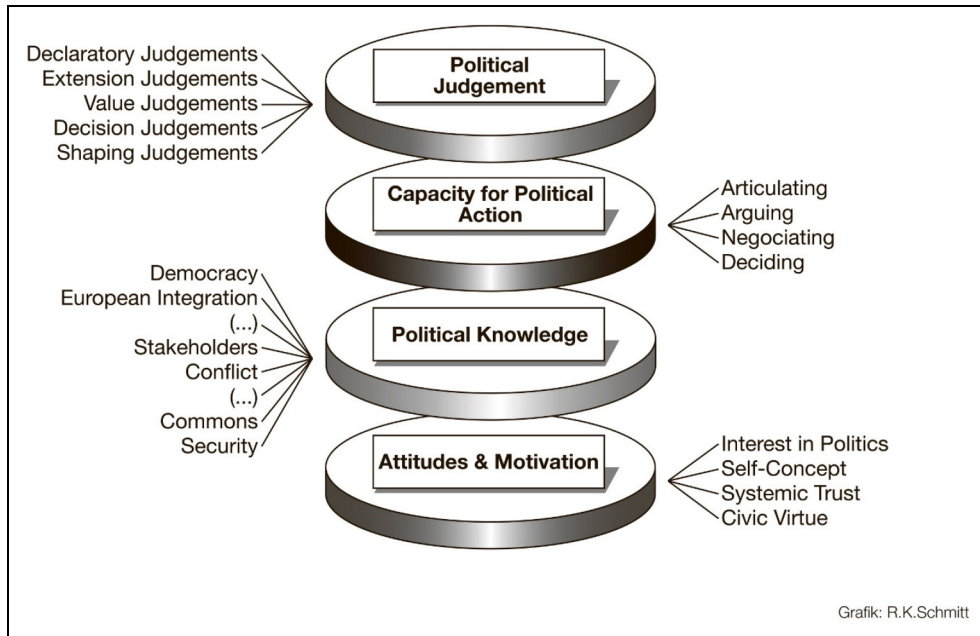 Declaratory Judgements
Extension Judgements
Value Judgements
Decision Judgements
Shaping Judgements
Political
Judgement
Capacity for Political
Action
Articulating
Arguing
Negociating
Deciding
Democracy
European Integration
(...)
Stakeholders
Conflict
(...)
Commons
Security
Political Knowledge
Attitudes & Motivation
Interest in Politics
Self-Concept
Systemic Trust
Civic Virtue
Grafik: R.K.Schmitt